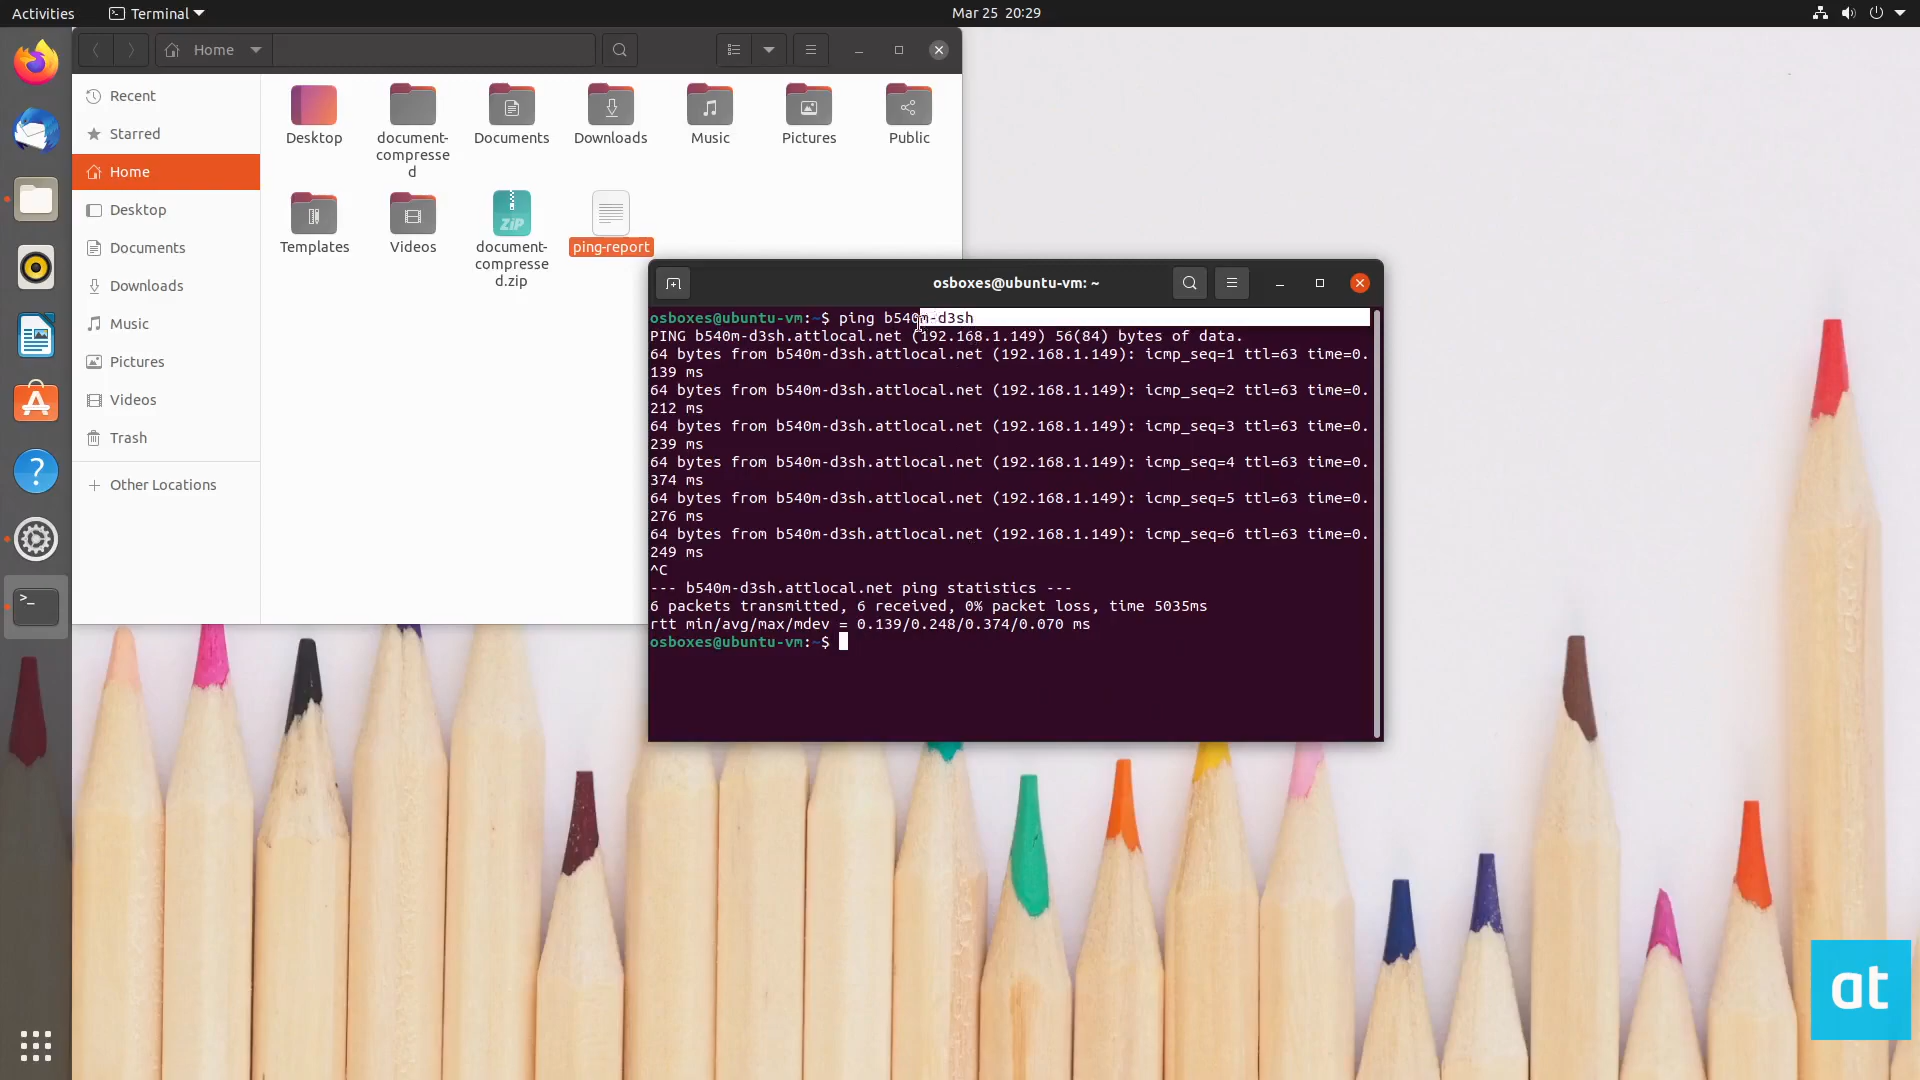 Activities
Terminal
Mar 25 20:29
Home
Recent
Starred
Home
Desktop
Documents
Downloads
Music
Pictures
Videos
Trash
Other Locations
Desktop
document-
compresse
d
Documents
Downloads
Music
Pictures
Public
Templates
Videos
ZIP
document-
compresse
d.zip
ping-report
osboxes@ubuntu-vm: ~
osboxes@ubuntu-vm:~$ ping b540m-d3sh
PING b540m-d3sh.attlocal.net (192.168.1.149) 56(84) bytes of data.
64 bytes from b540m-d3sh.attlocal.net (192.168.1.149): icmp_seq=1 ttl=63 time=0.
139 ms
64 bytes from b540m-d3sh.attlocal.net (192.168.1.149): icmp_seq=2 ttl=63 time=0.
212 ms
64 bytes from b540m-d3sh.attlocal.net (192.168.1.149): icmp_seq=3 ttl=63 time=0.
239 ms
64 bytes from b540m-d3sh.attlocal.net (192.168.1.149): icmp_seq=4 ttl=63 time=0.
374 ms
64 bytes from b540m-d3sh.attlocal.net (192.168.1.149): icmp_seq=5 ttl=63 time=0.
276 ms
64 bytes from b540m-d3sh.attlocal.net (192.168.1.149): icmp_seq=6 ttl=63 time=0.
249 ms
^C
--- b540m-d3sh.attlocal.net ping statistics ---
6 packets transmitted, 6 received, 0% packet loss, time 5035ms
rtt min/avg/max/mdev = 0.139/0.248/0.374/0.070 ms
osboxes@ubuntu-vm:~$
at